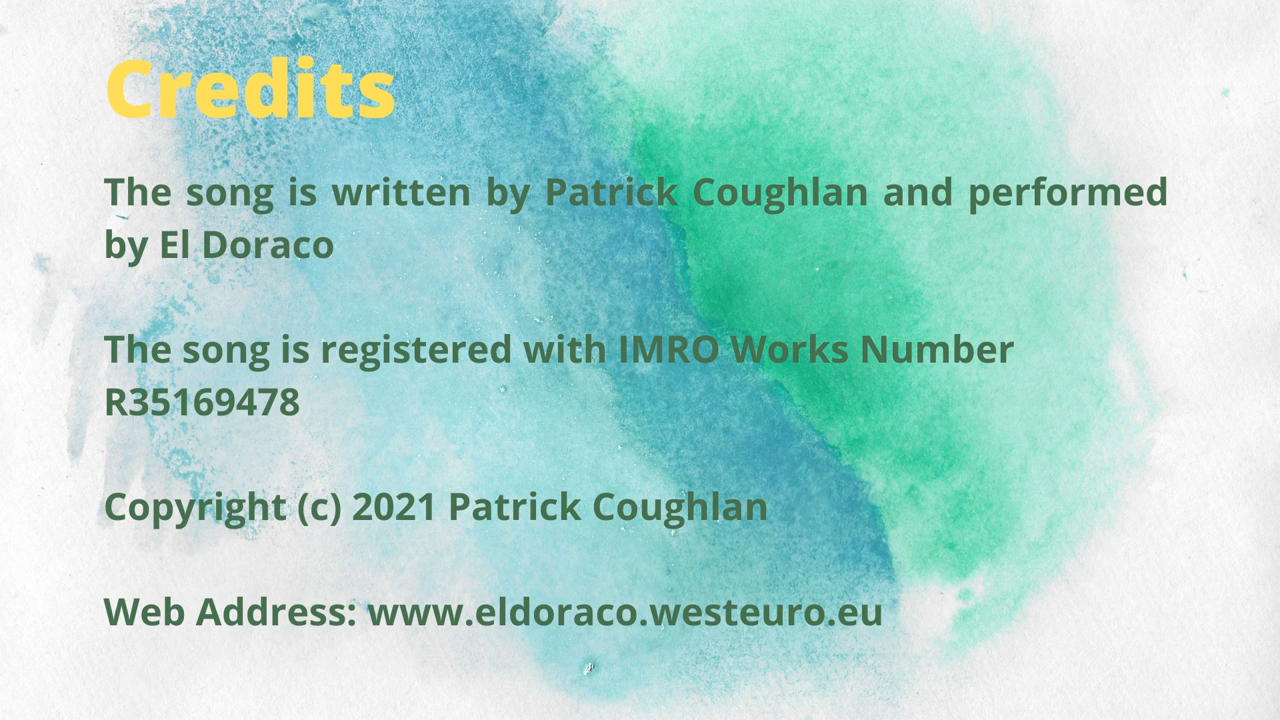 Credits
The song is written by Patrick Coughlan and performed
by El Doraco
The song is registered with IMRO Works Number
R35169478
Copyright (c) 2021 Patrick Coughlan
Web Address: www.eldoraco.westeuro.eu